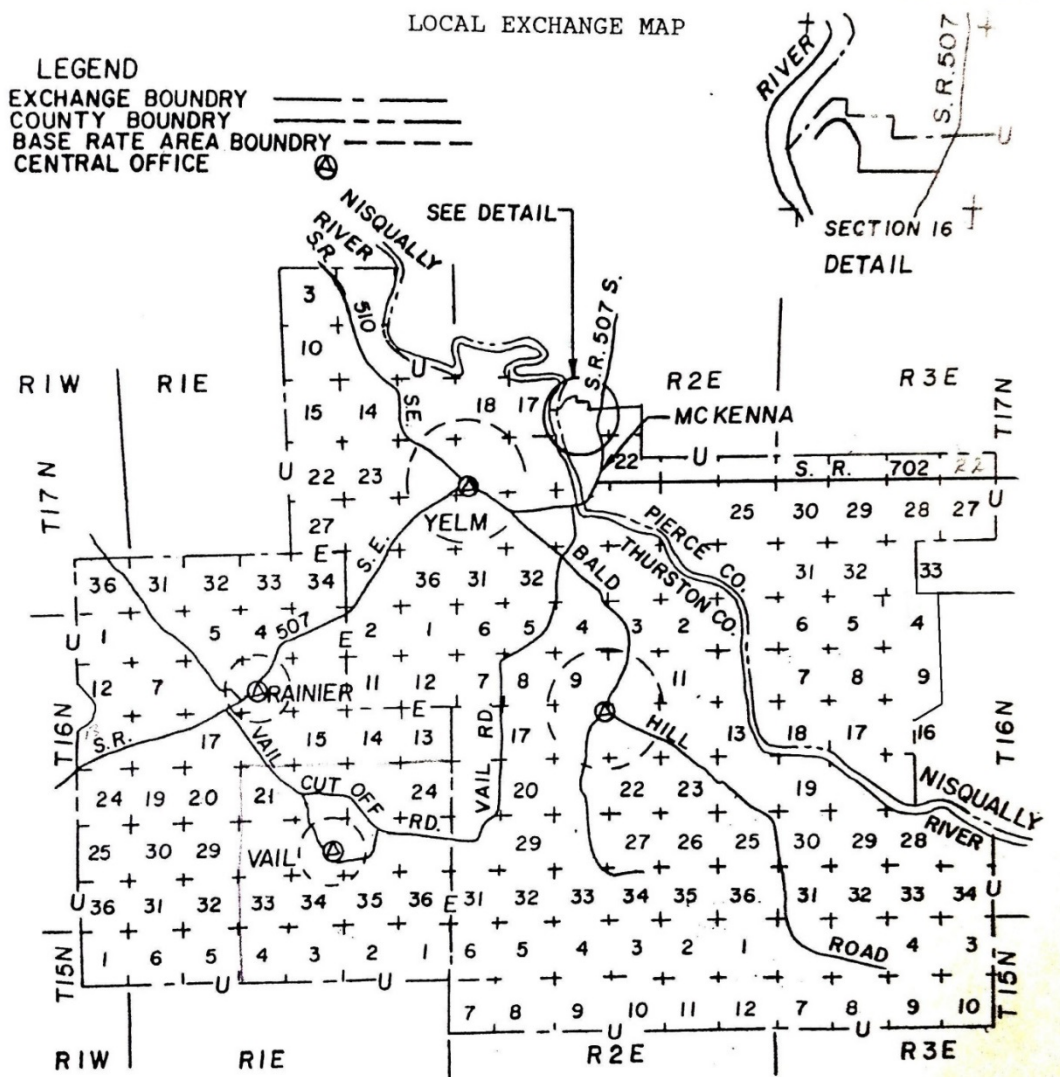 LOCAL EXCHANGE MAP
LEGEND
EXCHANGE BOUNDRY
COUNTY BOUNDRY
BASE RATE AREA BOUNDRY
CENTRAL OFFICE
RIVER
S.R. 507
U
SECTION 16
DETAIL
NISQUALLY
RIVER
SEE DETAIL
S.R.
510
S.E.
S.R. 507 S.
3
10
U
R1W R1E R2E R3E
15 14 18 17
MCKENNA
T17N
T17N
U 22 23 22 U S. R. 702 22 U
YELM
27 25 30 29 28 27
PIERCE CO.
THURSTON CO.
E S.E. BALD
36 31 32 33 34 36 31 32 31 32 33
U 1 5 4 507 E 2 1 6 5 4 3 2 6 5 4
12 7 RAINIER 11 12 7 8 9 11 7 8 9
T16N
T16N
E
S.R. 17 VAIL 15 14 13 VAIL RD. 17 HILL 13 18 17 16
24 19 20 21 CUT OFF RD. 24 20 22 23 19
NISQUALLY
RIVER
25 30 29 VAIL 29 27 26 25 30 29 28
U 36 31 32 33 34 35 36 E 31 32 33 34 35 36 31 32 33 34 U
T15N
T15N
1 6 5 4 3 2 1 6 5 4 3 2 1 ROAD 4 3
U U
7 8 9 10 11 12 7 8 9 10
U U
R1W R1E R2E R3E